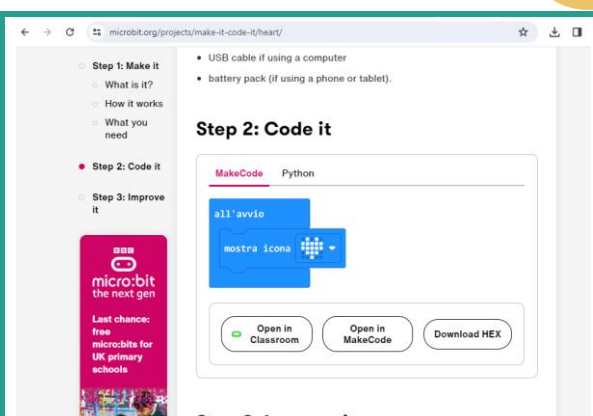 microbit.org/projects/make-it-code-it/heart/
Step 1: Make it
What is it?
How it works
What you
need
Step 2: Code it
Step 3: Improve
it
BBC
micro:bit
the next gen
Last chance:
free
micro:bits for
UK primary
schools
USB cable if using a computer
battery pack (if using a phone or tablet).
Step 2: Code it
MakeCode Python
all'avvio
mostra icona
Open in
Classroom
Open in
MakeCode
Download HEX